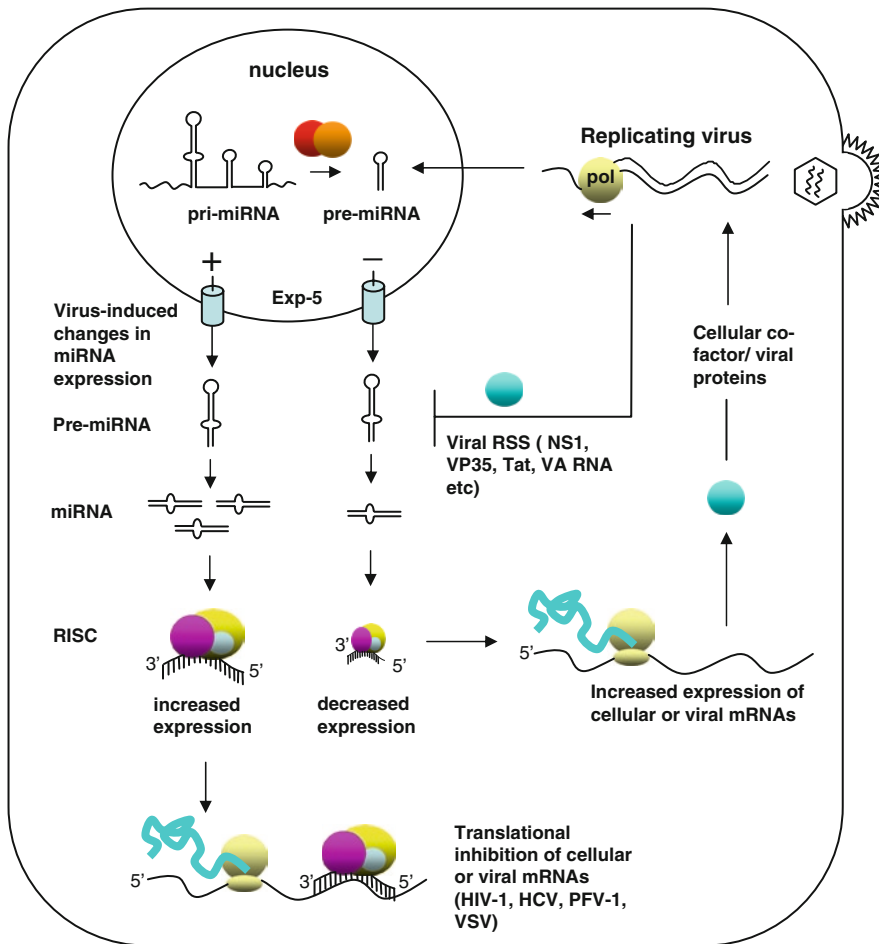 nucleus
pri-miRNA
pre-miRNA
+
–
Exp-5
Replicating virus
pol
Virus-induced
changes in
miRNA
expression
Pre-miRNA
miRNA
RISC
Viral RSS ( NS1,
VP35, Tat, VA RNA
etc)
Cellular co-
factor/ viral
proteins
3’
5’
increased
expression
3’
5’
decreased
expression
5’
Increased expression of
cellular or viral mRNAs
5’
3’
5’
Translational
inhibition of cellular
or viral mRNAs
(HIV-1, HCV, PFV-1,
VSV)